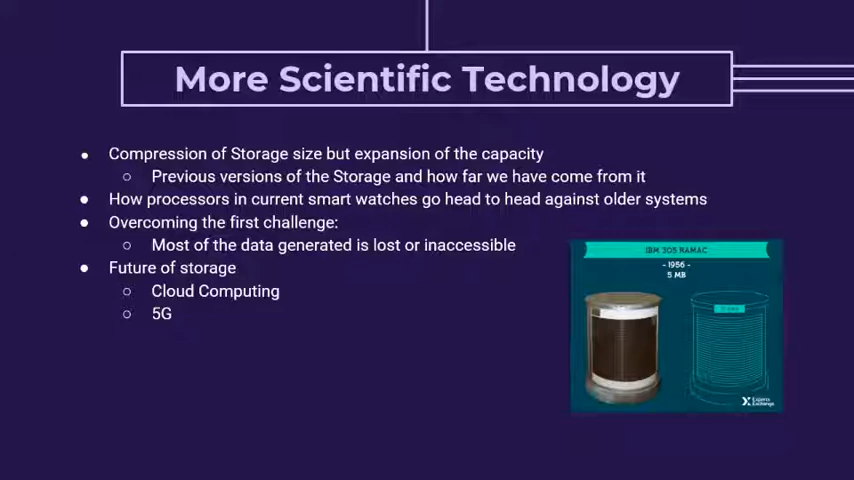 More Scientific Technology
● Compression of Storage size but expansion of the capacity
○ Previous versions of the Storage and how far we have come from it
● How processors in current smart watches go head to head against older systems
● Overcoming the first challenge:
○ Most of the data generated is lost or inaccessible
● Future of storage
○ Cloud Computing
○ 5G
IBM 305 RAMAC
- 1956 -
5 MB
Experts
Exchange